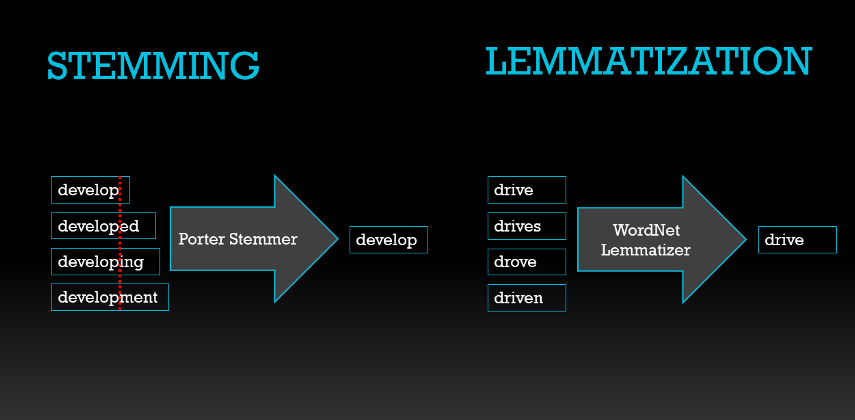 STEMMING
develop
developed
developing
development
Porter Stemmer
develop
LEMMATIZATION
drive
drives
drove
driven
WordNet
Lemmatizer
drive